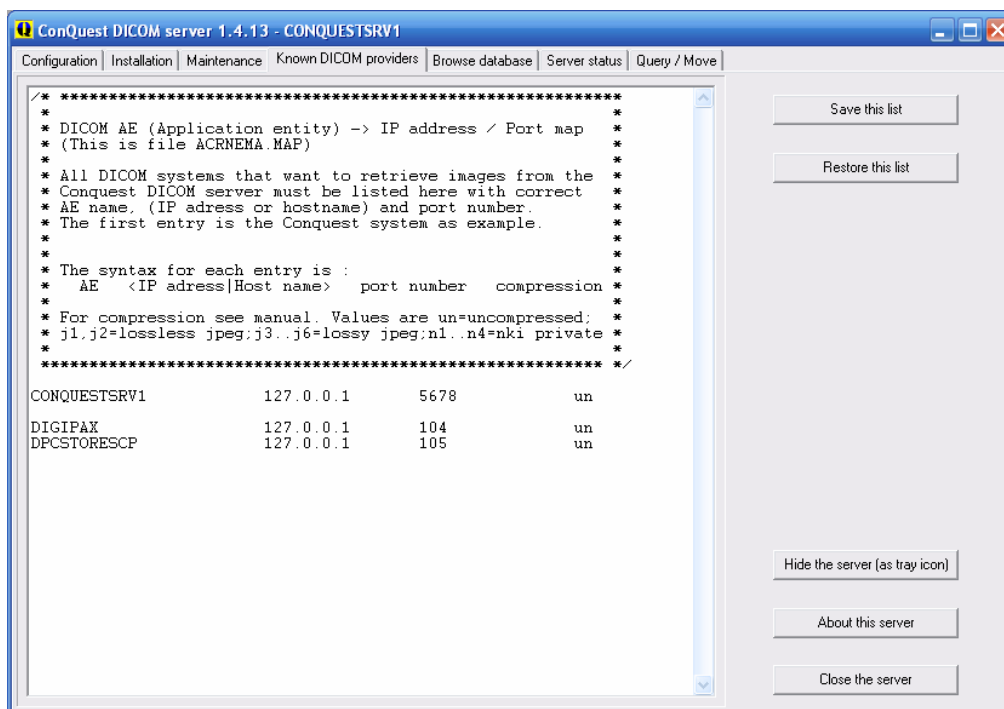 ConQuest DICOM server 1.4.13 - CONQUESTSRV1
Configuration Installation Maintenance Known DICOM providers Browse database Server status Query / Move
/* **********************************************************
* *
* DICOM AE (Application entity) -> IP address / Port map *
* (This is file ACRNEMA.MAP) *
* *
* All DICOM systems that want to retrieve images from the *
* Conquest DICOM server must be listed here with correct *
* AE name, (IP adress or hostname) and port number. *
* The first entry is the Conquest system as example. *
* *
* *
* The syntax for each entry is : *
* AE <IP adress|Host name> port number compression *
* *
* For compression see manual. Values are un=uncompressed; *
* j1,j2=lossless jpeg;j3..j6=lossy jpeg;n1..n4=nki private *
* *
********************************************************** */
CONQUESTSRV1 127.0.0.1 5678 un
DIGIPAX 127.0.0.1 104 un
DPCSTORESCP 127.0.0.1 105 un
Save this list
Restore this list
Hide the server (as tray icon)
About this server
Close the server